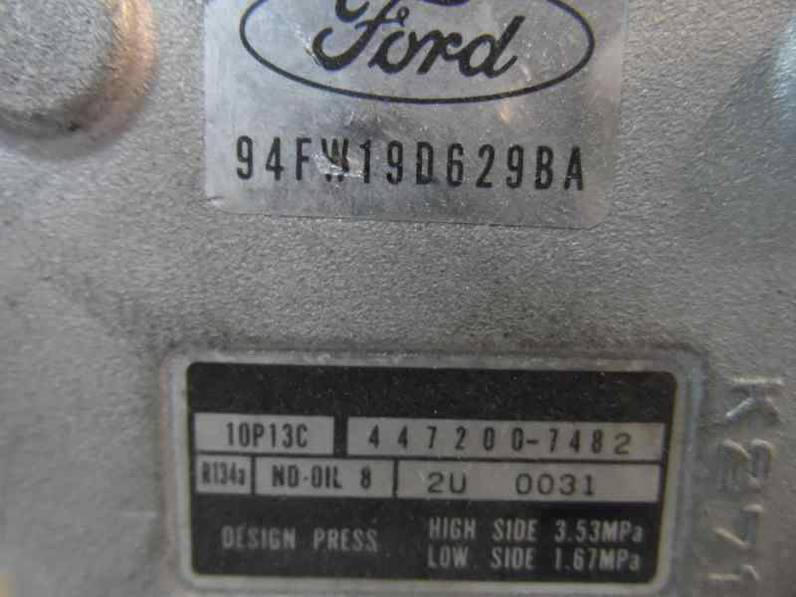 Ford
94FW19D629BA
10P13C 447200-7482
R134a ND-OIL 8 2U 0031
DESIGN PRESS HIGH SIDE 3.53MPa
LOW SIDE 1.67MPa
K271